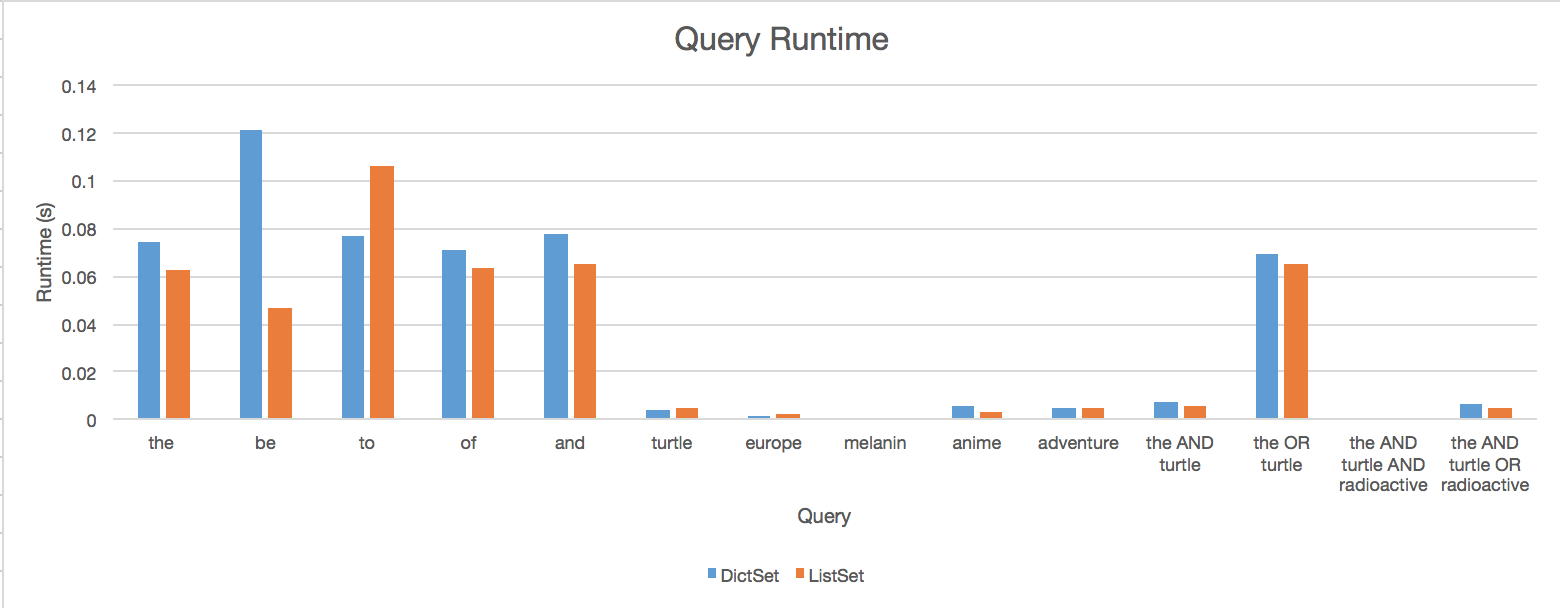 Query Runtime
0.14
0.12
0.1
0.08
0.06
0.04
0.02
0
Runtime (s)
the be to of and turtle europe melanin anime adventure the AND the OR the AND the AND
turtle turtle turtle AND turtle OR
radioactive radioactive
Query
DictSet ListSet